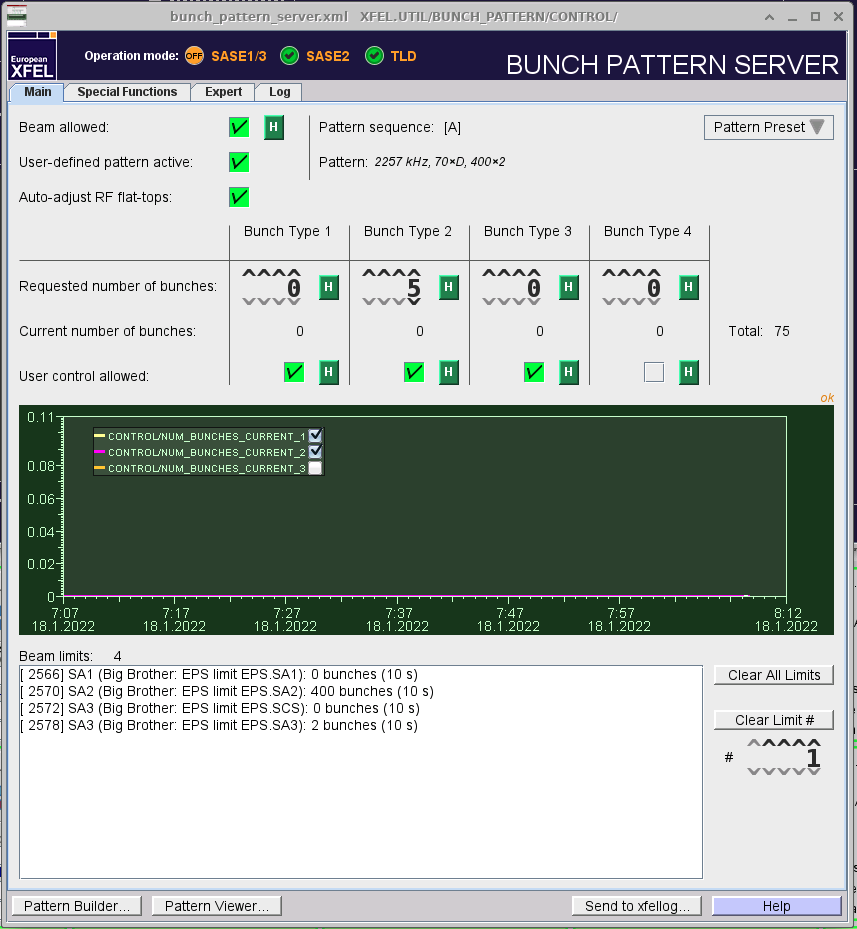 bunch_pattern_server.xml XFEL.UTIL/BUNCH_PATTERN/CONTROL/
European
XFEL
Operation mode: OFF SASE1/3 SASE2 TLD
BUNCH PATTERN SERVER
Main Special Functions Expert Log
Beam allowed: H Pattern sequence: [A] Pattern Preset
User-defined pattern active: Pattern: 2257 kHz, 70×D, 400×2
Auto-adjust RF flat-tops:
Bunch Type 1 Bunch Type 2 Bunch Type 3 Bunch Type 4
Requested number of bunches: 0 H 5 H 0 H 0 H
Current number of bunches: 0 0 0 0 Total: 75
User control allowed: H H H H
ok
0.11
CONTROL/NUM_BUNCHES_CURRENT_1
CONTROL/NUM_BUNCHES_CURRENT_2
CONTROL/NUM_BUNCHES_CURRENT_3
0.08
0.06
0.04
0.02
0
7:07 7:17 7:27 7:37 7:47 7:57 8:12
18.1.2022 18.1.2022 18.1.2022 18.1.2022 18.1.2022 18.1.2022 18.1.2022
Beam limits: 4
[ 2566] SA1 (Big Brother: EPS limit EPS.SA1): 0 bunches (10 s)
[ 2570] SA2 (Big Brother: EPS limit EPS.SA2): 400 bunches (10 s)
[ 2572] SA3 (Big Brother: EPS limit EPS.SCS): 0 bunches (10 s)
[ 2578] SA3 (Big Brother: EPS limit EPS.SA3): 2 bunches (10 s)
Clear All Limits
Clear Limit #
# 1
Pattern Builder... Pattern Viewer... Send to xfellog... Help